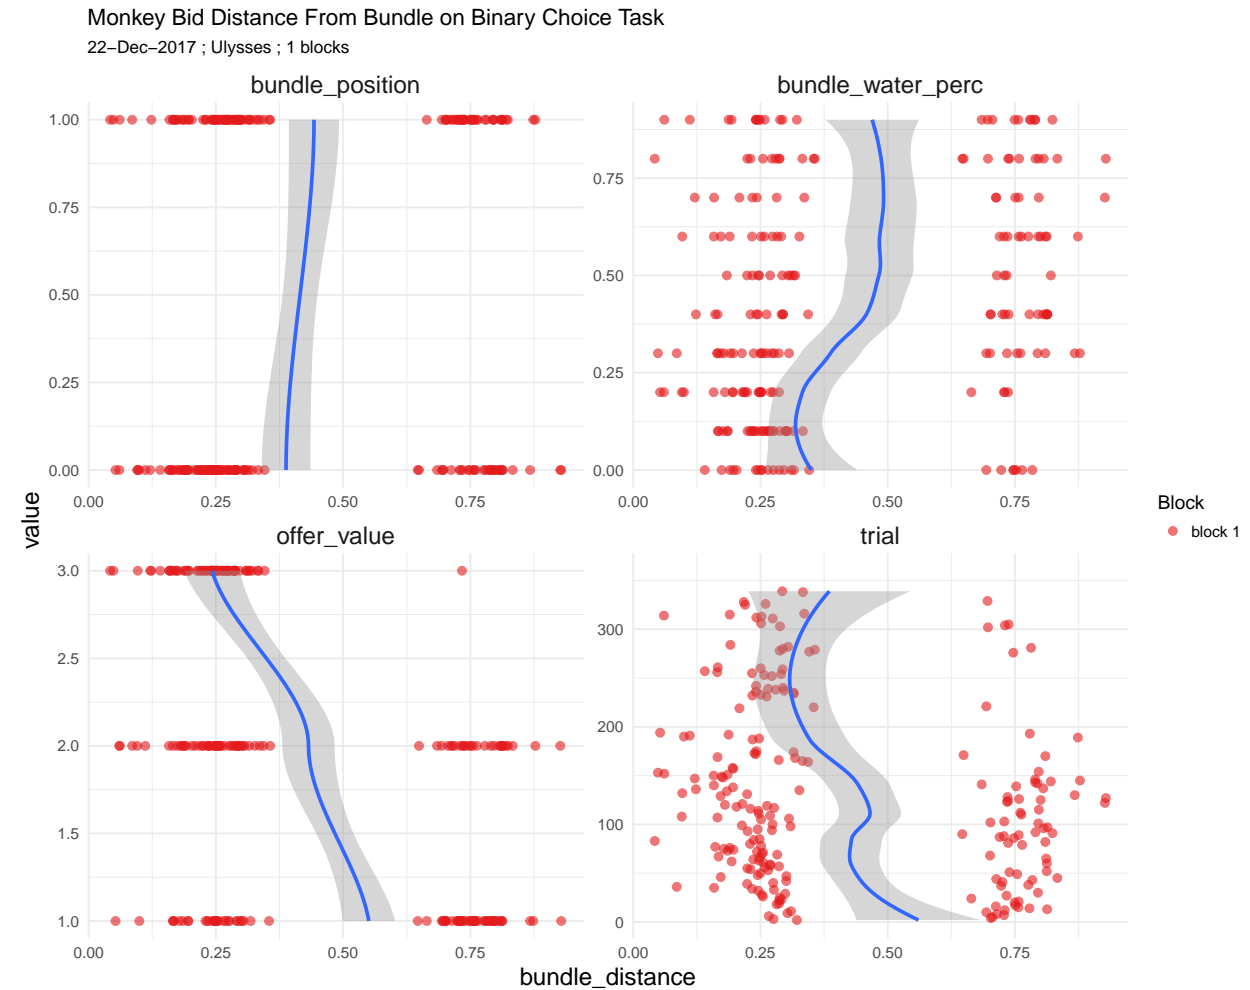 Monkey Bid Distance From Bundle on Binary Choice Task
22−Dec−2017 ; Ulysses ; 1 blocks
bundle_position
bundle_water_perc
1.00
0.75
0.50
0.25
0.00
0.00 0.25 0.50 0.75
0.75
0.50
0.25
0.00
0.00 0.25 0.50 0.75
offer_value
trial
3.0
2.5
2.0
1.5
1.0
0.00 0.25 0.50 0.75
300
200
100
0
0.00 0.25 0.50 0.75
value
bundle_distance
Block
block 1